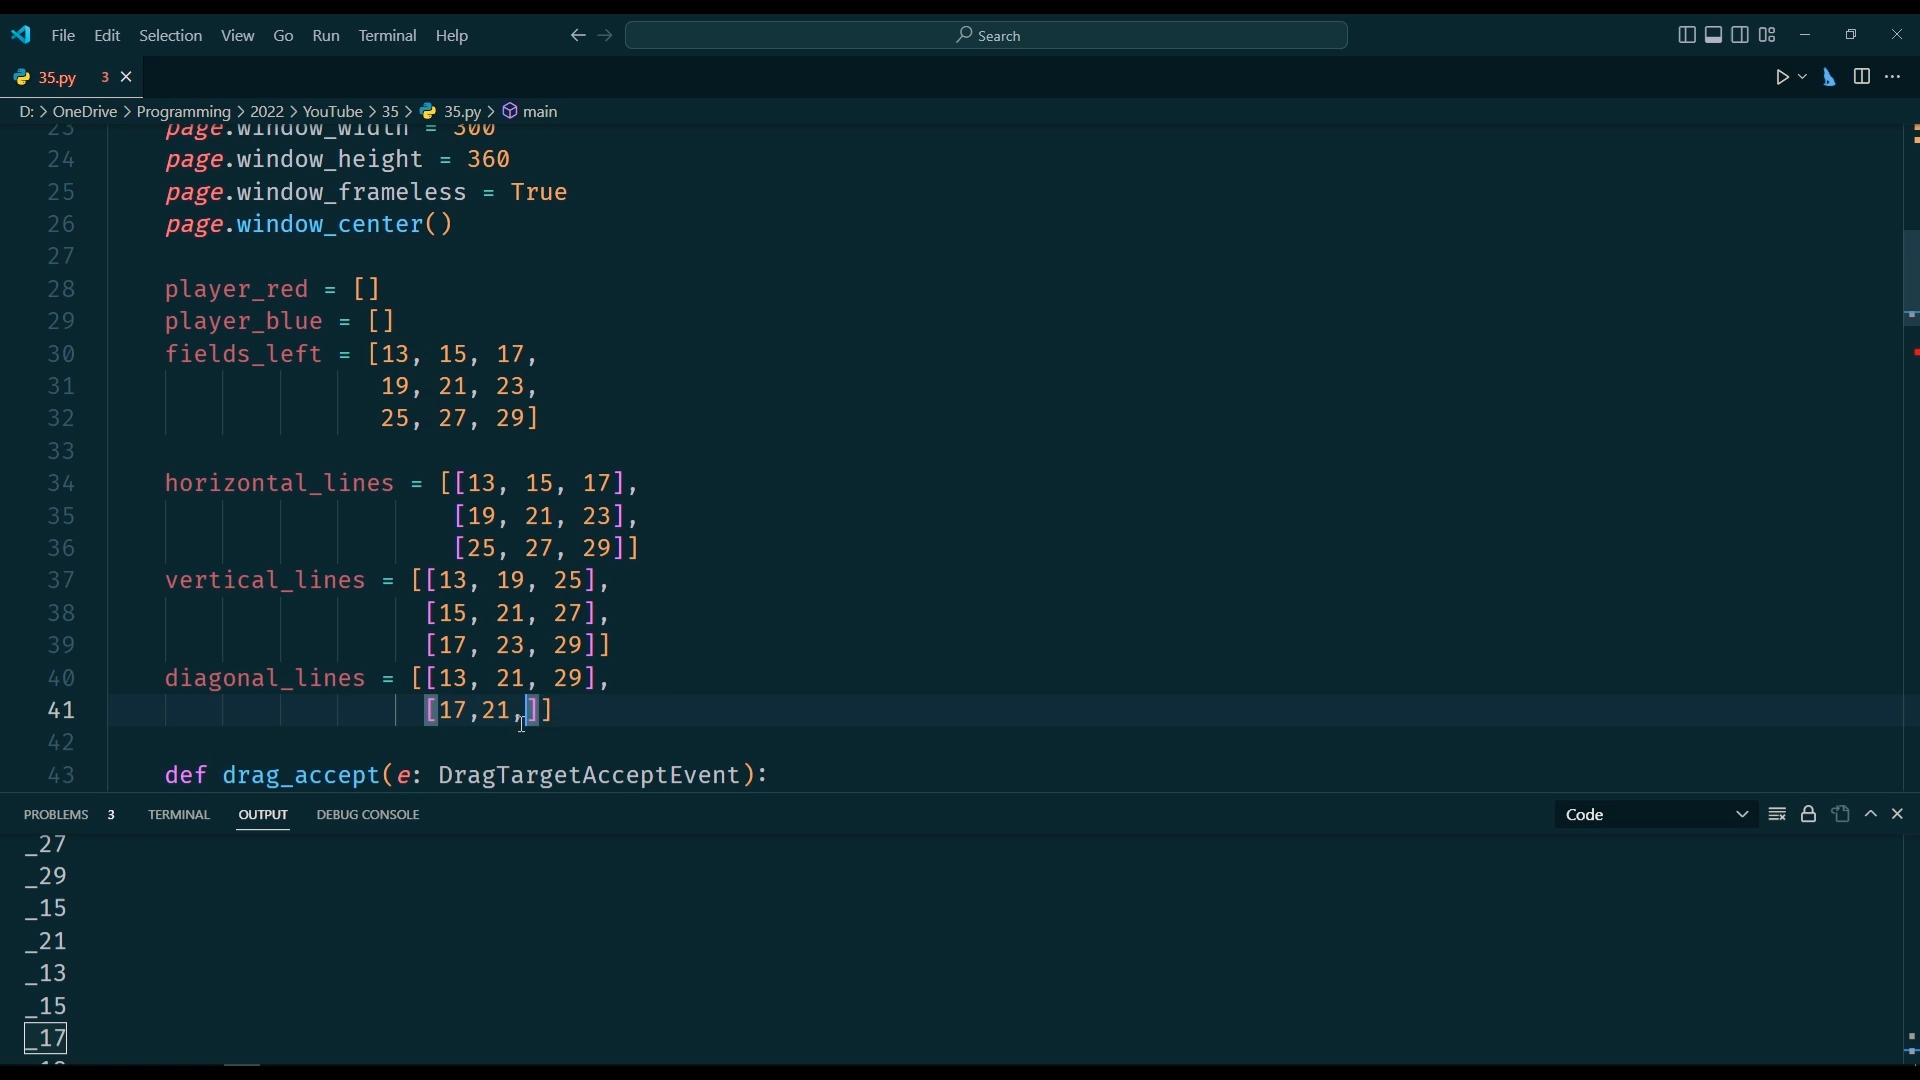 File Edit Selection View Go Run Terminal Help Search
35.py 3
D: > OneDrive > Programming > 2022 > YouTube > 35 > 35.py > main
23 page.window_width = 300
24 page.window_height = 360
25 page.window_frameless = True
26 page.window_center()
27
28 player_red = []
29 player_blue = []
30 fields_left = [13, 15, 17,
31 19, 21, 23,
32 25, 27, 29]
33
34 horizontal_lines = [[13, 15, 17],
35 [19, 21, 23],
36 [25, 27, 29]]
37 vertical_lines = [[13, 19, 25],
38 [15, 21, 27],
39 [17, 23, 29]]
40 diagonal_lines = [[13, 21, 29],
41 [17,21,]]
42
43 def drag_accept(e: DragTargetAcceptEvent):
PROBLEMS 3 TERMINAL OUTPUT DEBUG CONSOLE Code
_27
_29
_15
_21
_13
_15
_17